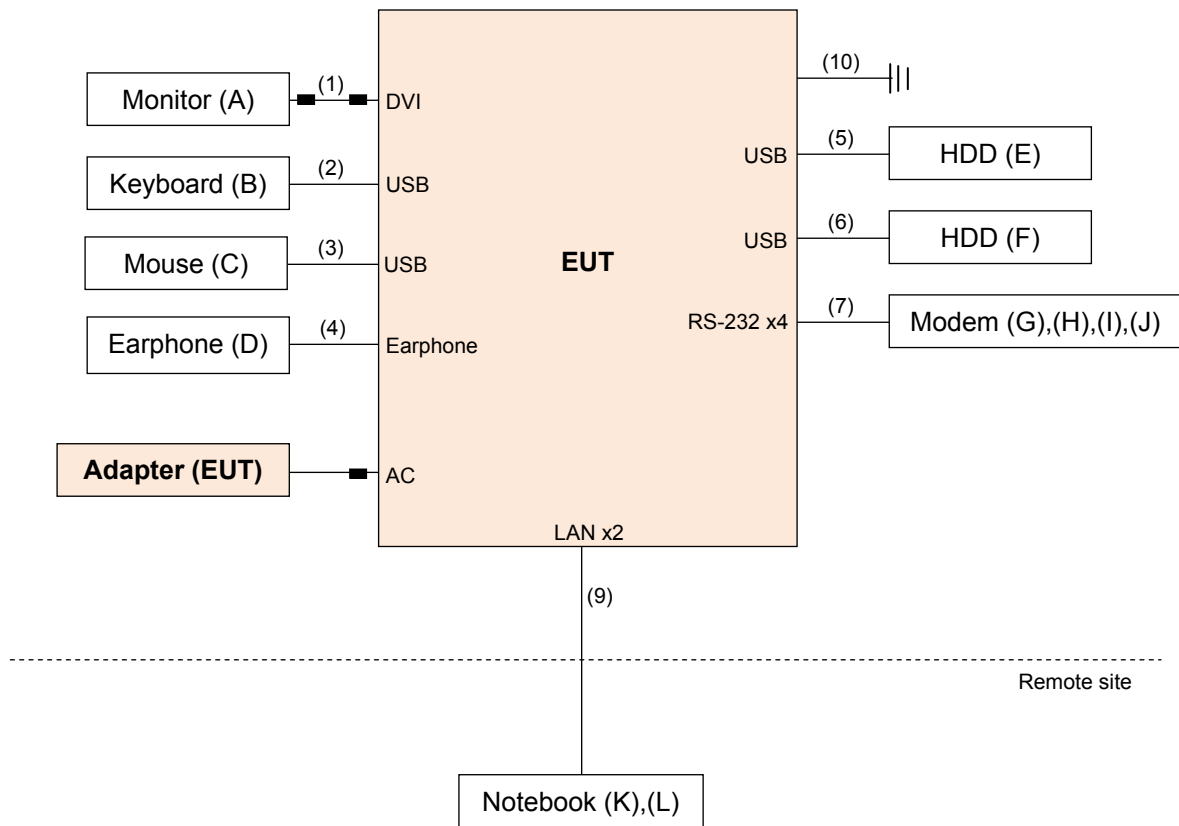 (10)
(1)
Monitor (A)
DVI
(5)
USB
HDD (E)
(2)
Keyboard (B)
USB
(6)
USB
HDD (F)
(3)
Mouse (C)
USB
EUT
(7)
RS-232 x4
Modem (G),(H),(I),(J)
(4)
Earphone (D)
Earphone
Adapter (EUT)
AC
LAN x2
(9)
Remote site
Notebook (K),(L)